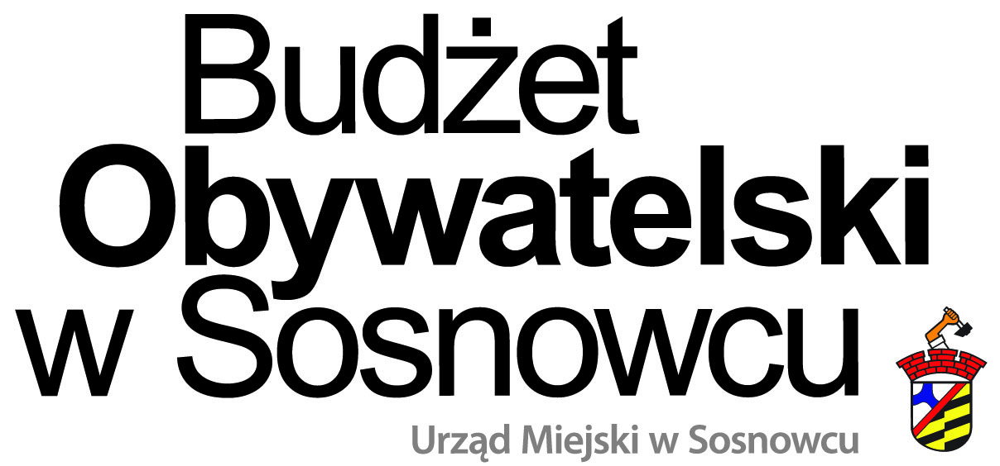 Budżet
Obywatelski
w Sosnowcu
Urząd Miejski w Sosnowcu